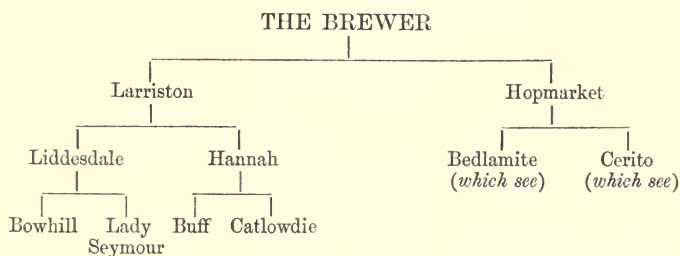 THE BREWER
Larriston Hopmarket
Liddesdale Hannah Bedlamite Cerito
(which see) (which see)
Bowhill Lady Buff Catlowdie
Seymour